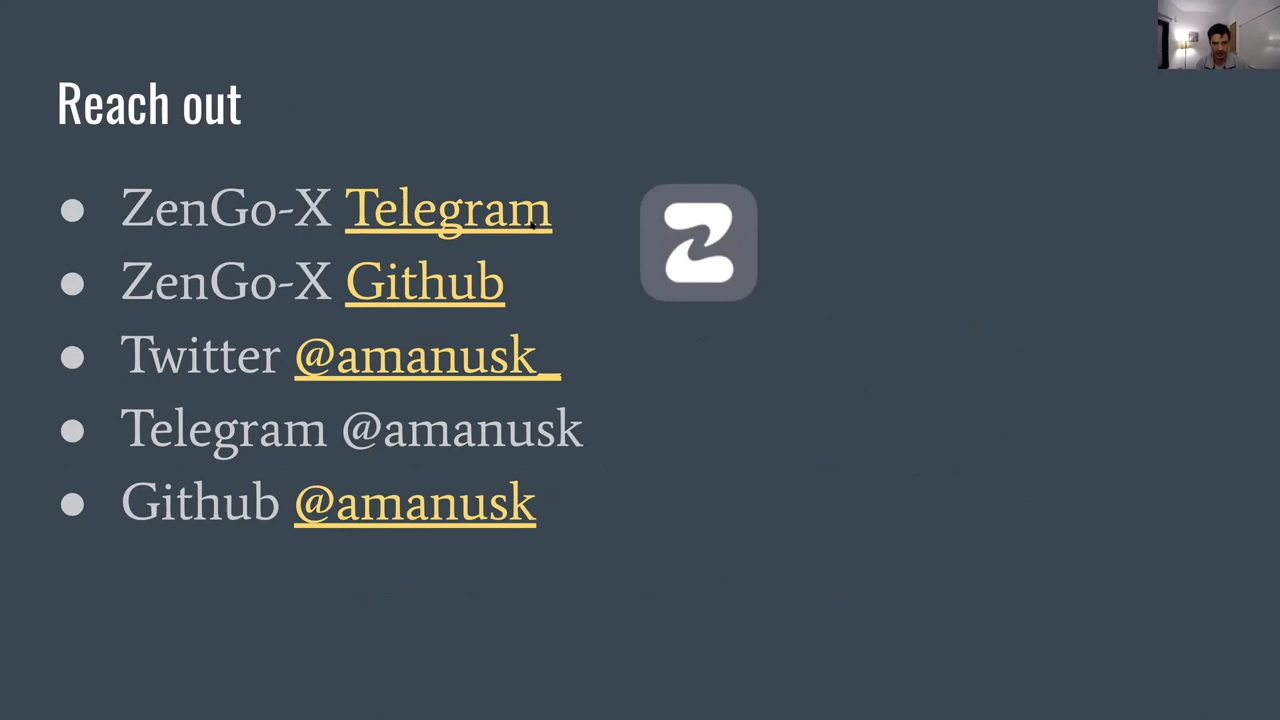 Reach out
● ZenGo-X Telegram
● ZenGo-X Github
● Twitter @amanusk_
● Telegram @amanusk
● Github @amanusk